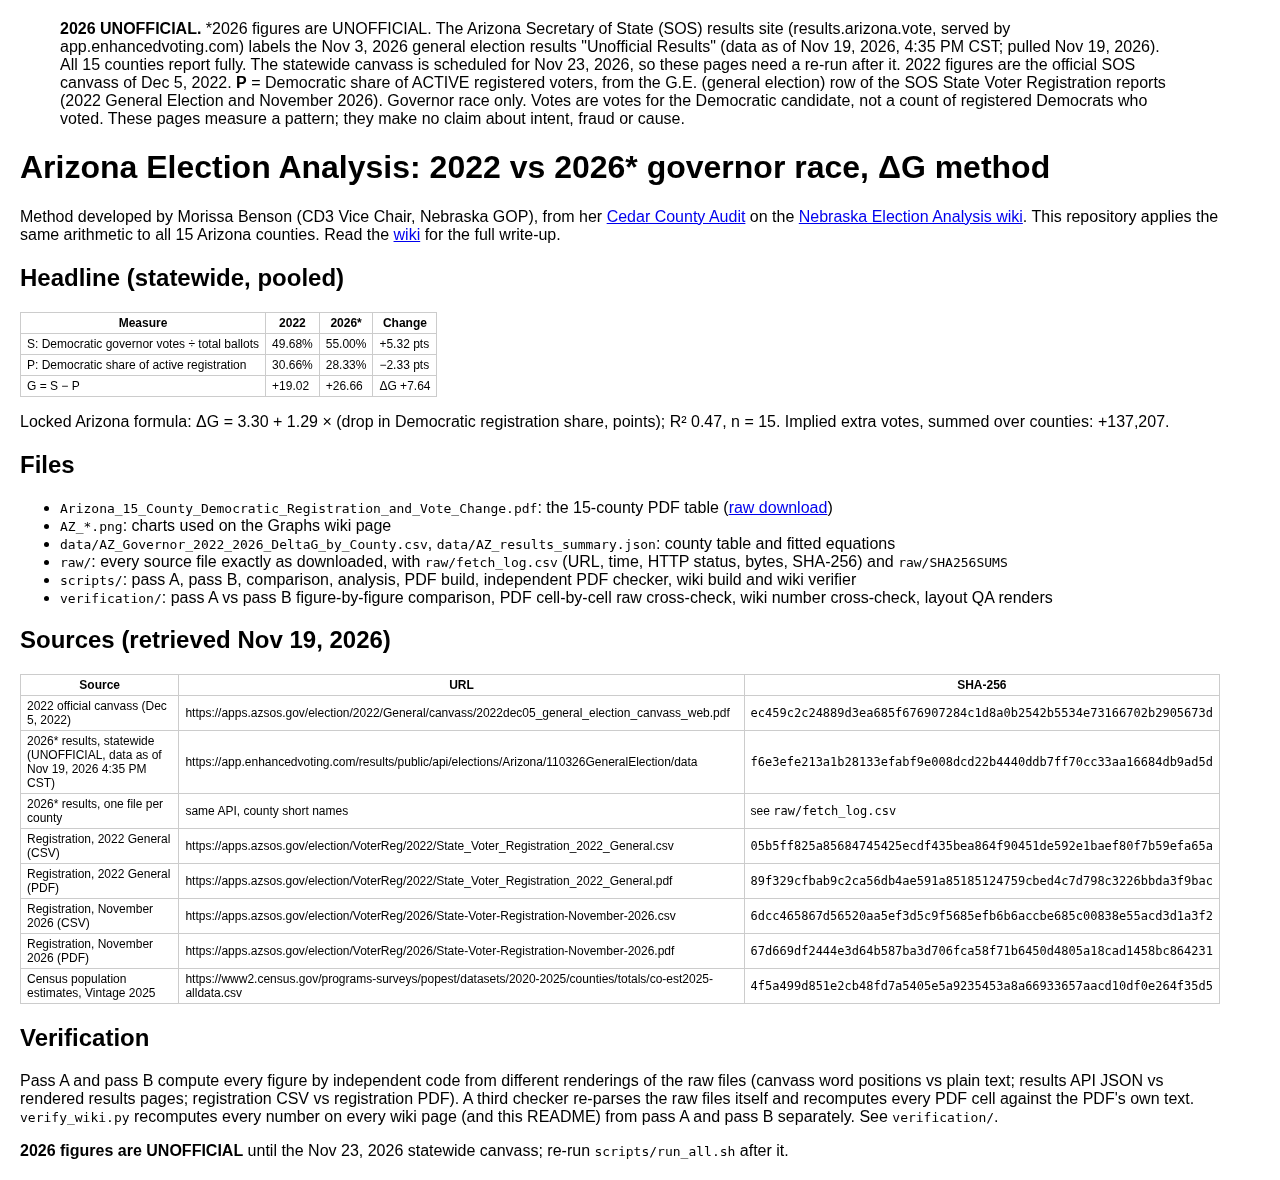 2026 UNOFFICIAL. *2026 figures are UNOFFICIAL. The Arizona Secretary of State (SOS) results site (results.arizona.vote, served by
app.enhancedvoting.com) labels the Nov 3, 2026 general election results "Unofficial Results" (data as of Nov 19, 2026, 4:35 PM CST; pulled Nov 19, 2026).
All 15 counties report fully. The statewide canvass is scheduled for Nov 23, 2026, so these pages need a re-run after it. 2022 figures are the official SOS
canvass of Dec 5, 2022. P = Democratic share of ACTIVE registered voters, from the G.E. (general election) row of the SOS State Voter Registration reports
(2022 General Election and November 2026). Governor race only. Votes are votes for the Democratic candidate, not a count of registered Democrats who
voted. These pages measure a pattern; they make no claim about intent, fraud or cause.
Arizona Election Analysis: 2022 vs 2026* governor race, ΔG method
Method developed by Morissa Benson (CD3 Vice Chair, Nebraska GOP), from her Cedar County Audit on the Nebraska Election Analysis wiki. This repository applies the
same arithmetic to all 15 Arizona counties. Read the wiki for the full write-up.
Headline (statewide, pooled)
Measure 2022 2026* Change
S: Democratic governor votes ÷ total ballots 49.68% 55.00% +5.32 pts
P: Democratic share of active registration 30.66% 28.33% −2.33 pts
G = S − P +19.02 +26.66 ΔG +7.64
Locked Arizona formula: ΔG = 3.30 + 1.29 × (drop in Democratic registration share, points); R² 0.47, n = 15. Implied extra votes, summed over counties: +137,207.
Files
• Arizona_15_County_Democratic_Registration_and_Vote_Change.pdf: the 15-county PDF table (raw download)
• AZ_*.png: charts used on the Graphs wiki page
• data/AZ_Governor_2022_2026_DeltaG_by_County.csv, data/AZ_results_summary.json: county table and fitted equations
• raw/: every source file exactly as downloaded, with raw/fetch_log.csv (URL, time, HTTP status, bytes, SHA-256) and raw/SHA256SUMS
• scripts/: pass A, pass B, comparison, analysis, PDF build, independent PDF checker, wiki build and wiki verifier
• verification/: pass A vs pass B figure-by-figure comparison, PDF cell-by-cell raw cross-check, wiki number cross-check, layout QA renders
Sources (retrieved Nov 19, 2026)
Source URL SHA-256
2022 official canvass (Dec
5, 2022) https://apps.azsos.gov/election/2022/General/canvass/2022dec05_general_election_canvass_web.pdf ec459c2c24889d3ea685f676907284c1d8a0b2542b5534e73166702b2905673d
2026* results, statewide
(UNOFFICIAL, data as of
Nov 19, 2026 4:35 PM
CST) https://app.enhancedvoting.com/results/public/api/elections/Arizona/110326GeneralElection/data f6e3efe213a1b28133efabf9e008dcd22b4440ddb7ff70cc33aa16684db9ad5d
2026* results, one file per
county same API, county short names see raw/fetch_log.csv
Registration, 2022 General
(CSV) https://apps.azsos.gov/election/VoterReg/2022/State_Voter_Registration_2022_General.csv 05b5ff825a85684745425ecdf435bea864f90451de592e1baef80f7b59efa65a
Registration, 2022 General
(PDF) https://apps.azsos.gov/election/VoterReg/2022/State_Voter_Registration_2022_General.pdf 89f329cfbab9c2ca56db4ae591a85185124759cbed4c7d798c3226bbda3f9bac
Registration, November
2026 (CSV) https://apps.azsos.gov/election/VoterReg/2026/State-Voter-Registration-November-2026.csv 6dcc465867d56520aa5ef3d5c9f5685efb6b6accbe685c00838e55acd3d1a3f2
Registration, November
2026 (PDF) https://apps.azsos.gov/election/VoterReg/2026/State-Voter-Registration-November-2026.pdf 67d669df2444e3d64b587ba3d706fca58f71b6450d4805a18cad1458bc864231
Census population
estimates, Vintage 2025 https://www2.census.gov/programs-surveys/popest/datasets/2020-2025/counties/totals/co-est2025-
alldata.csv 4f5a499d851e2cb48fd7a5405e5a9235453a8a66933657aacd10df0e264f35d5
Verification
Pass A and pass B compute every figure by independent code from different renderings of the raw files (canvass word positions vs plain text; results API JSON vs
rendered results pages; registration CSV vs registration PDF). A third checker re-parses the raw files itself and recomputes every PDF cell against the PDF's own text.
verify_wiki.py recomputes every number on every wiki page (and this README) from pass A and pass B separately. See verification/.
2026 figures are UNOFFICIAL until the Nov 23, 2026 statewide canvass; re-run scripts/run_all.sh after it.